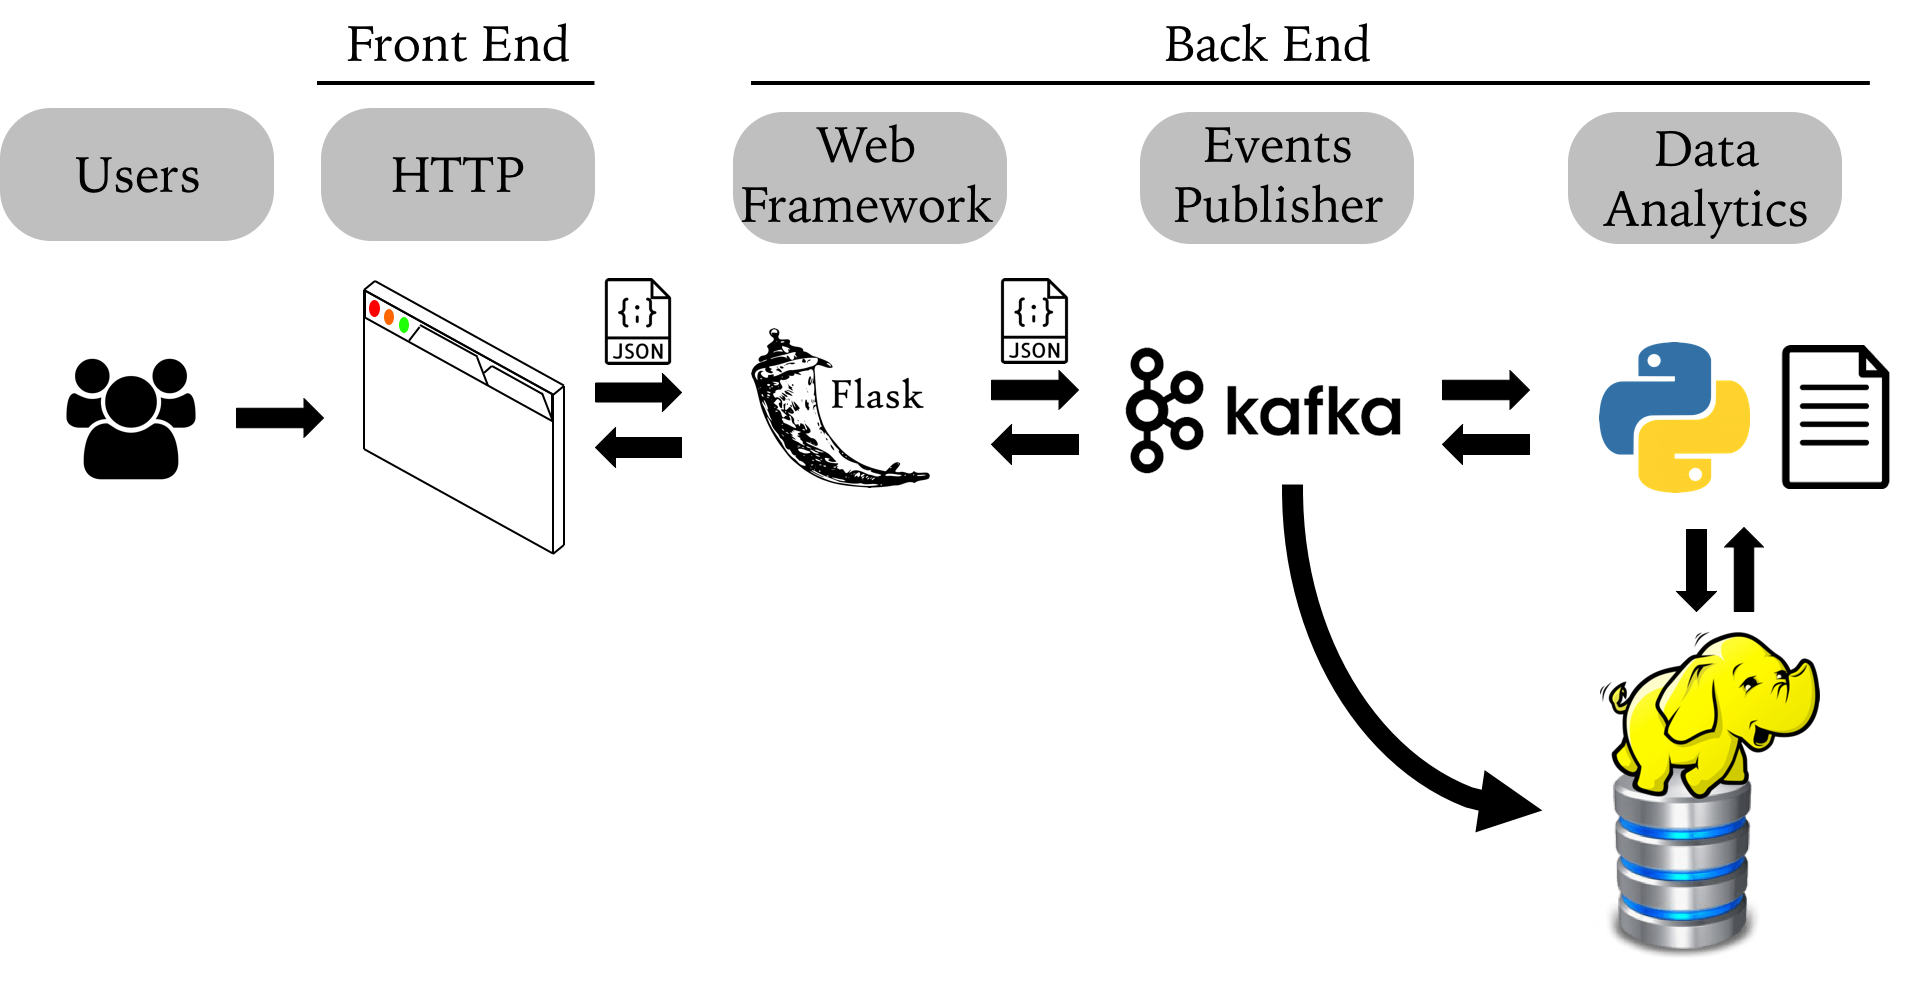 Front End
Back End
Users
HTTP
Web
Framework
Events
Publisher
Data
Analytics
{;}
JSON
{;}
JSON
Flask
kafka